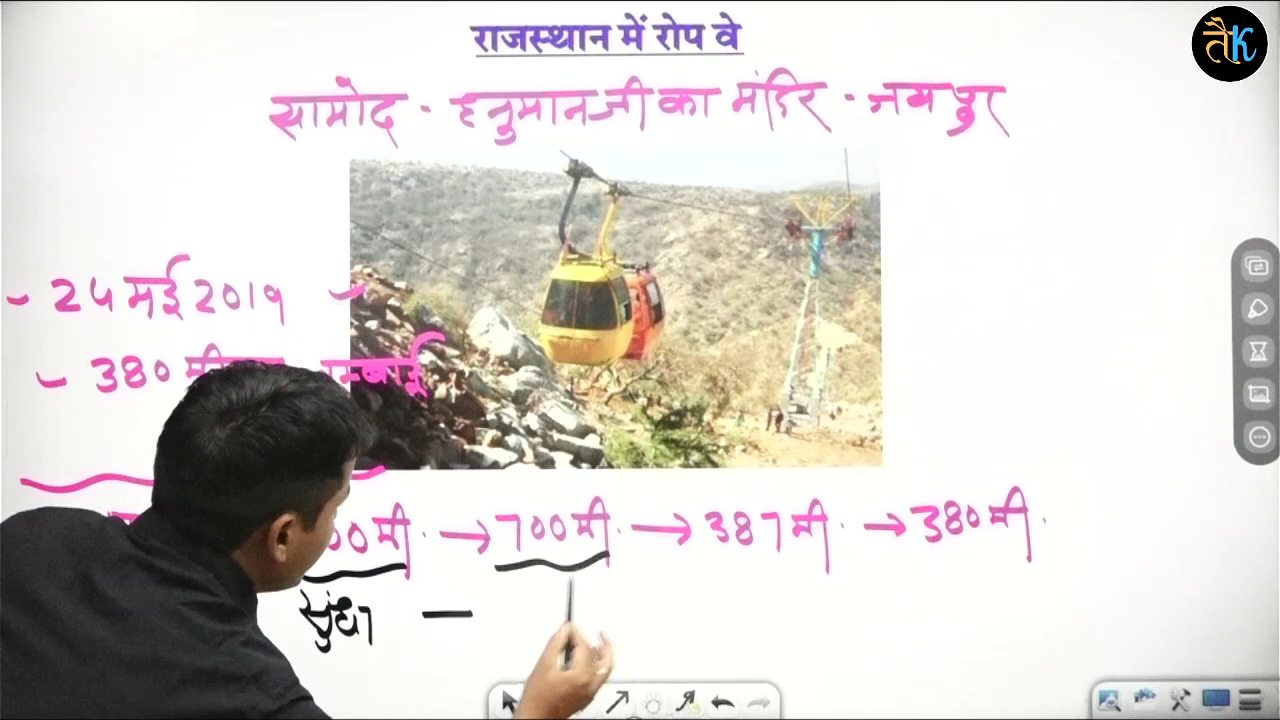 राजस्थान में रोप वे
तैK
सामोद - हनुमानजी का मंदिर - जयपुर
- 24 मई 2019
- 380
700 मी. → 387 मी. → 380 मी.
सुंधा -